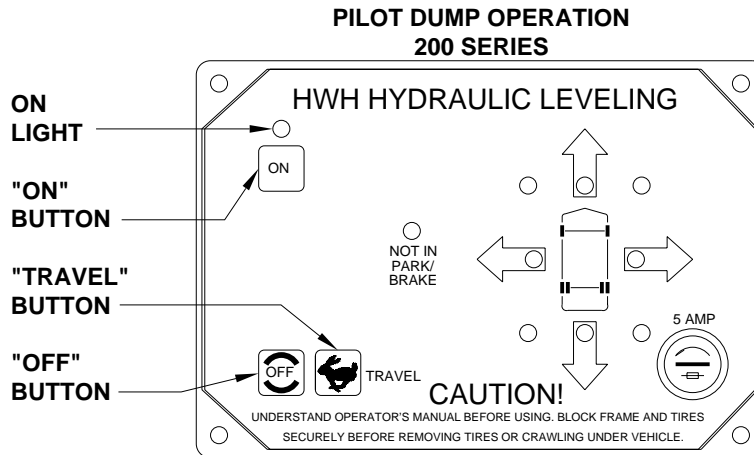 PILOT DUMP OPERATION
200 SERIES
HWH HYDRAULIC LEVELING
ON
LIGHT
ON
"ON"
BUTTON
NOT IN
PARK/
BRAKE
"TRAVEL"
BUTTON
5 AMP
"OFF"
BUTTON
OFF
TRAVEL
CAUTION!
UNDERSTAND OPERATOR'S MANUAL BEFORE USING. BLOCK FRAME AND TIRES
SECURELY BEFORE REMOVING TIRES OR CRAWLING UNDER VEHICLE.